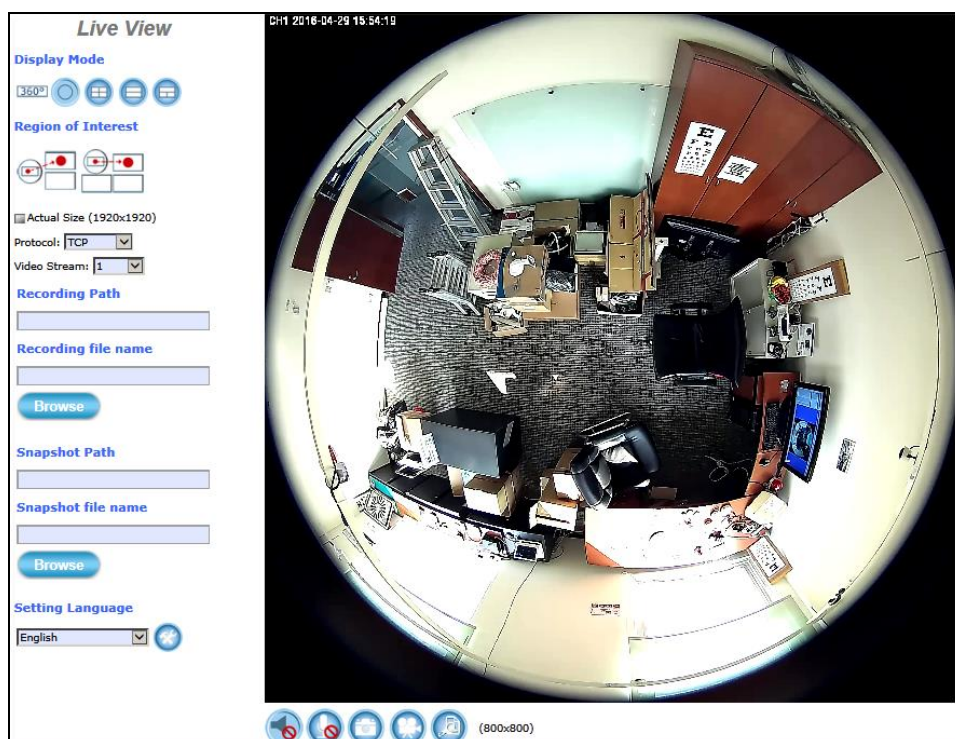 Live View
Display Mode
360°
Region of Interest
Actual Size (1920x1920)
Protocol: TCP
Video Stream: 1
Recording Path
Recording file name
Browse
Snapshot Path
Snapshot file name
Browse
Setting Language
English
CH1 2016-04-29 15:54:19
E
E
(800x800)